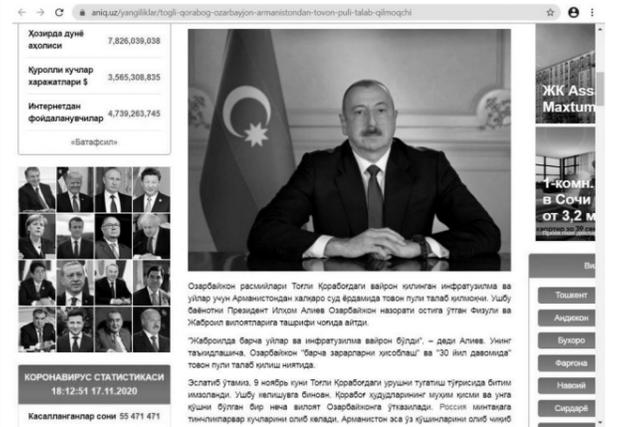 aniq.uz/yangiliklar/togli-qorabog-ozarbayjon-armanistondan-tovon-puli-talab-qilmoqchi
Ҳозирда дунё
аҳолиси 7,826,039,038
Қуролли кучлар
харажатлари $ 3,565,308,835
Интернетдан
фойдаланувчилар 4,739,263,745
«Батафсил»
КОРОНАВИРУС СТАТИСТИКАСИ
18:12:51 17.11.2020
Касалланганлар сони 55 471 471
Озарбайжон расмийлари Тоғли Қорабоғдаги вайрон қилинган инфратузилма ва
уйлар учун Арманистондан халқаро суд ёрдамида товон пули талаб қилмоқчи. Ушбу
баёнотни Президент Илҳом Алиев Озарбайжон назорати остига ўтган Физули ва
Жаброил вилоятларига ташрифи чоғида айтди.
"Жаброилда барча уйлар ва инфратузилма вайрон бўлди", – деди Алиев. Унинг
таъкидлашича, Озарбайжон "барча зарарларни ҳисоблаш" ва "30 йил давомида"
товон пули талаб қилиш ниятида.
Эслатиб ўтамиз, 9 ноябрь куни Тоғли Қорабоғдаги урушни тугатиш тўғрисида битим
имзоланди. Ушбу келишувга биноан, Қорабоғ ҳудудларининг муҳим қисми ва унга
қўшни бўлган бир неча вилоят Озарбайжонга ўтказилади. Россия минтақага
тинчликпарвар кучларини олиб келади, Арманистон эса ўз қўшинларини олиб чиқиб
ЖК Ass
Maxtum
1-комн.
в Сочи
от 3,2 м
Ви
Тошкент
Андижон
Бухоро
Фарғона
Навоий
Сирдарё